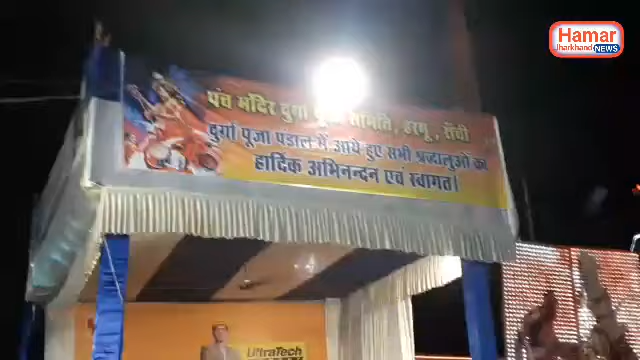 Hamar
Jharkhand NEWS
पंच मंदिर दुर्गा समिति, हरमू, राँची
दुर्गा पूजा पंडाल में आये हुए सभी श्रद्धालुओं का
हार्दिक अभिनन्दन एवं स्वागत।
UltraTech